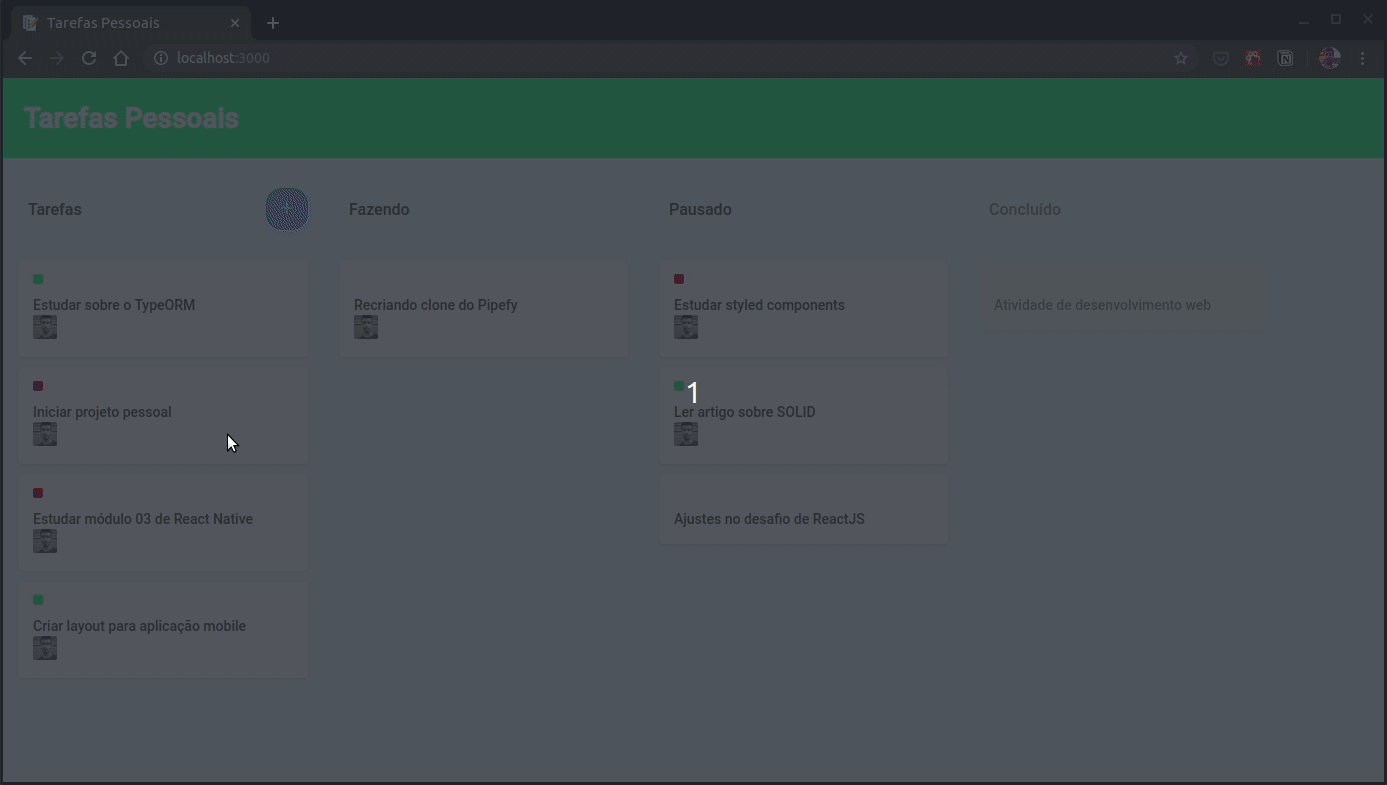 Tarefas Pessoais
localhost:3000
Tarefas Pessoais
Tarefas
Estudar sobre o TypeORM
Iniciar projeto pessoal
Estudar módulo 03 de React Native
Criar layout para aplicação mobile
Fazendo
Recriando clone do Pipefy
Pausado
Estudar styled components
1
Ler artigo sobre SOLID
Ajustes no desafio de ReactJS
Concluído
Atividade de desenvolvimento web